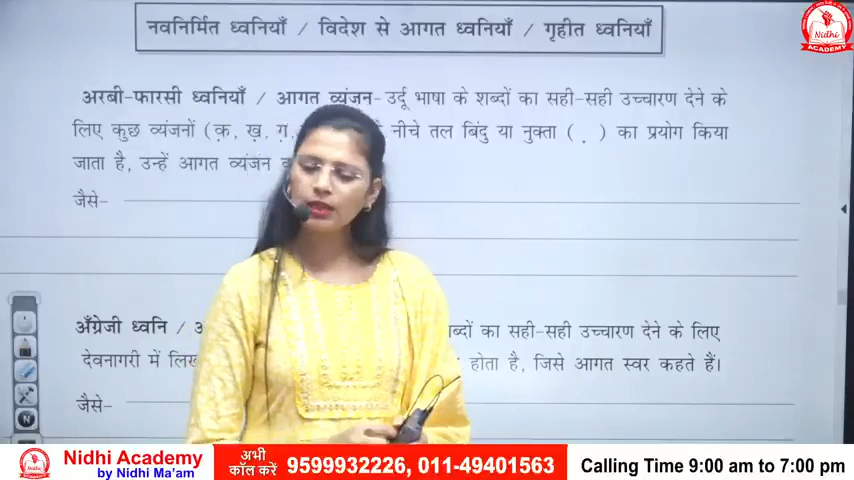 नवनिर्मित ध्वनियाँ / विदेश से आगत ध्वनियाँ / गृहीत ध्वनियाँ
Nidhi
ACADEMY
अरबी-फारसी ध्वनियाँ / आगत व्यंजन- उर्दू भाषा के शब्दों का सही-सही उच्चारण देने के
लिए कुछ व्यंजनों (क़, ख़, ग़, नीचे तल बिंदु या नुक्ता ( . ) का प्रयोग किया
जाता है, उन्हें आगत व्यंजन
जैसे-
अँग्रेजी ध्वनि / का सही-सही उच्चारण देने के लिए
देवनागरी में होता है, जिसे आगत स्वर कहते हैं।
जैसे-
N
Nidhi Academy
by Nidhi Ma'am
अभी
कॉल करें
9599932226, 011-49401563
Calling Time 9:00 am to 7:00 pm